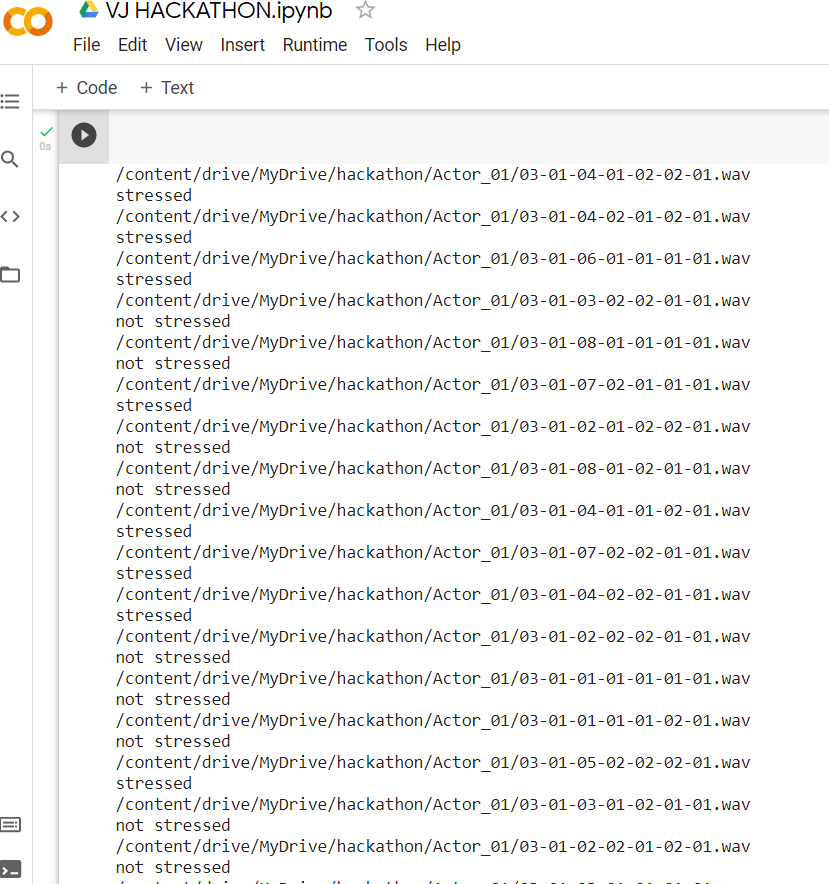 VJ HACKATHON.ipynb
File Edit View Insert Runtime Tools Help
+ Code + Text
0s
/content/drive/MyDrive/hackathon/Actor_01/03-01-04-01-02-02-01.wav
stressed
/content/drive/MyDrive/hackathon/Actor_01/03-01-04-02-01-02-01.wav
stressed
/content/drive/MyDrive/hackathon/Actor_01/03-01-06-01-01-01-01.wav
stressed
/content/drive/MyDrive/hackathon/Actor_01/03-01-03-02-02-01-01.wav
not stressed
/content/drive/MyDrive/hackathon/Actor_01/03-01-08-01-01-01-01.wav
not stressed
/content/drive/MyDrive/hackathon/Actor_01/03-01-07-02-01-01-01.wav
stressed
/content/drive/MyDrive/hackathon/Actor_01/03-01-02-01-02-02-01.wav
not stressed
/content/drive/MyDrive/hackathon/Actor_01/03-01-08-01-02-01-01.wav
not stressed
/content/drive/MyDrive/hackathon/Actor_01/03-01-04-01-01-02-01.wav
stressed
/content/drive/MyDrive/hackathon/Actor_01/03-01-07-02-02-01-01.wav
stressed
/content/drive/MyDrive/hackathon/Actor_01/03-01-04-02-02-01-01.wav
stressed
/content/drive/MyDrive/hackathon/Actor_01/03-01-02-02-02-01-01.wav
not stressed
/content/drive/MyDrive/hackathon/Actor_01/03-01-01-01-01-01-01.wav
not stressed
/content/drive/MyDrive/hackathon/Actor_01/03-01-01-01-01-02-01.wav
not stressed
/content/drive/MyDrive/hackathon/Actor_01/03-01-05-02-02-02-01.wav
stressed
/content/drive/MyDrive/hackathon/Actor_01/03-01-03-01-02-02-01.wav
not stressed
/content/drive/MyDrive/hackathon/Actor_01/03-01-02-02-01-02-01.wav
not stressed